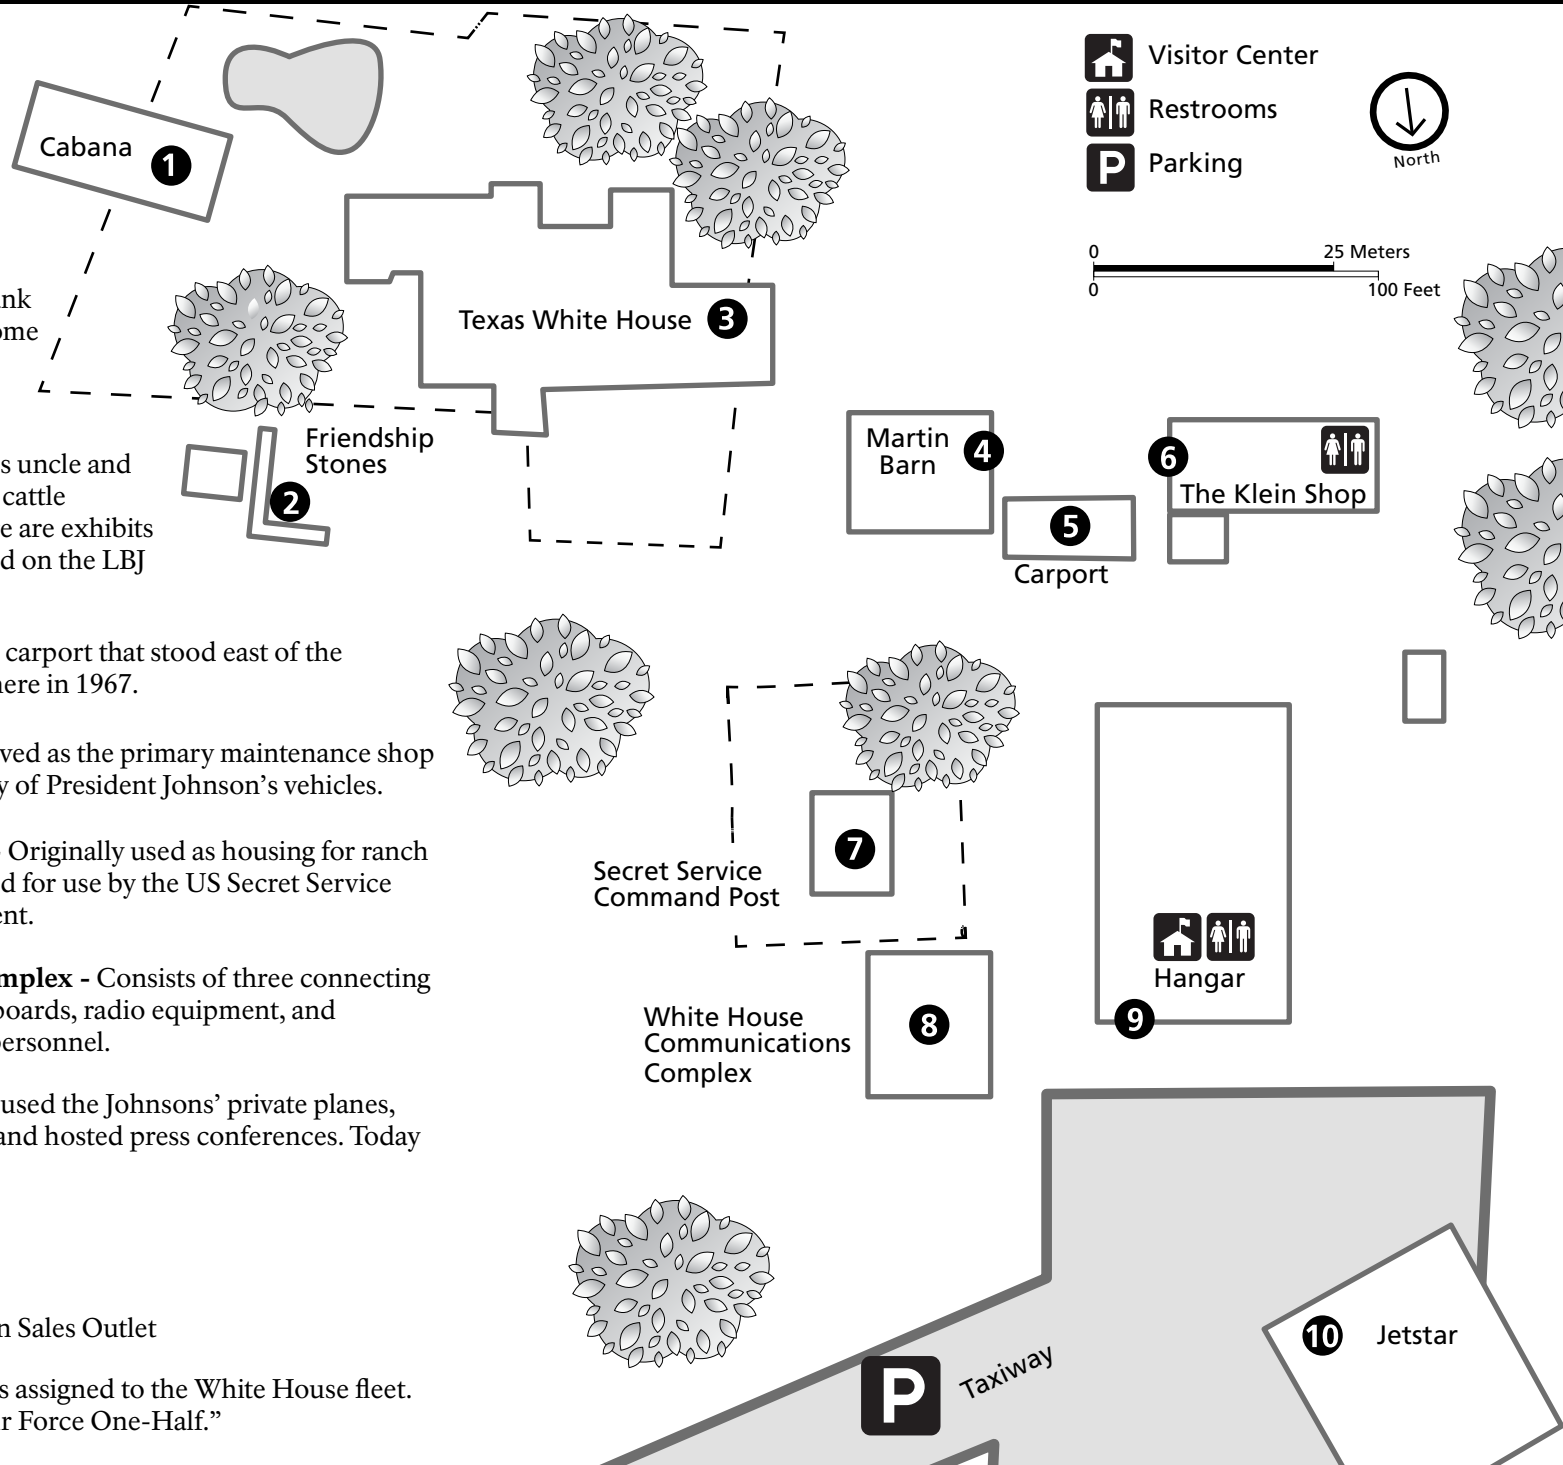 Visitor Center
Restrooms
P Parking
North
0 25 Meters
0 100 Feet
Cabana 1
Texas White House 3
Friendship
Stones
2
Martin
Barn
4
5
Carport
6
The Klein Shop
7
Secret Service
Command Post
White House
Communications
Complex
8
Hangar
9
10 Jetstar
P Taxiway
ank
ome
s uncle and
cattle
e are exhibits
d on the LBJ
carport that stood east of the
here in 1967.
ved as the primary maintenance shop
y of President Johnson’s vehicles.
Originally used as housing for ranch
d for use by the US Secret Service
ent.
mplex - Consists of three connecting
boards, radio equipment, and
personnel.
used the Johnsons’ private planes,
and hosted press conferences. Today
n Sales Outlet
s assigned to the White House fleet.
r Force One-Half.”